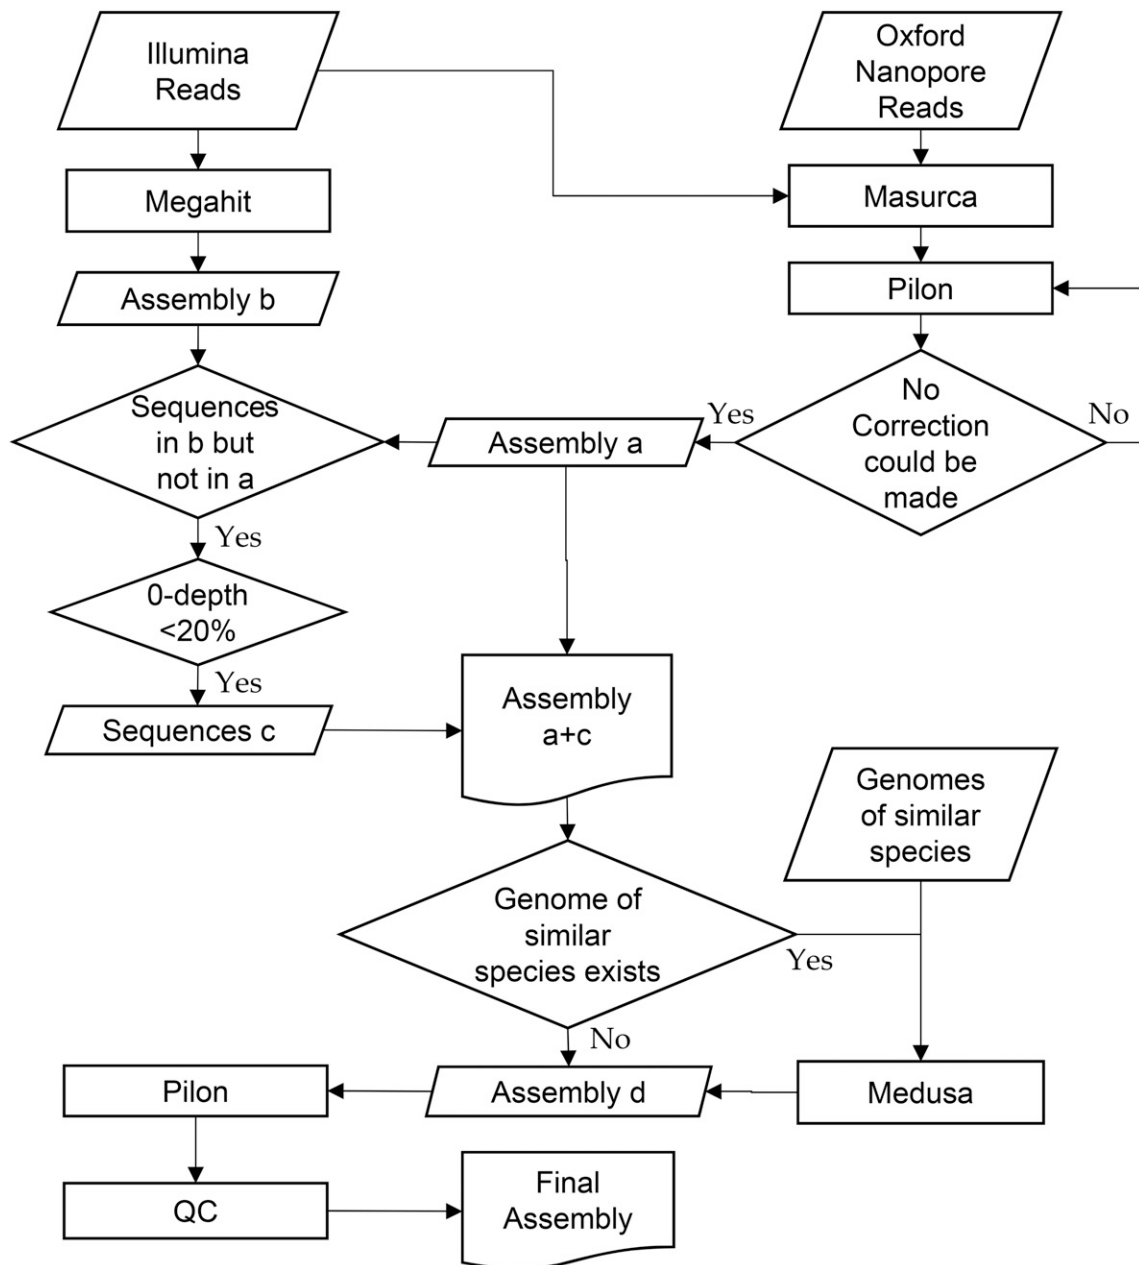 Illumina
Reads
Oxford
Nanopore
Reads
Megahit
Masurca
Assembly b
Pilon
Sequences
in b but
not in a
Yes
Assembly a
Yes
No
Correction
could be
made
No
0-depth
<20%
Yes
Sequences c
Assembly
a+c
Genomes
of similar
species
Genome of
similar
species exists
Yes
No
Pilon
Assembly d
Medusa
QC
Final
Assembly